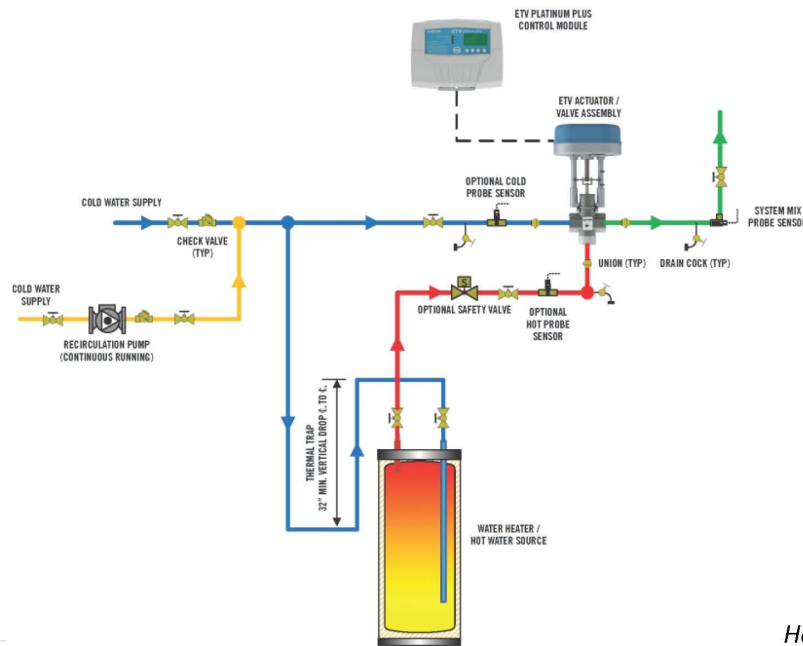 ETV PLATINUM PLUS
CONTROL MODULE
ETV ACTUATOR /
VALVE ASSEMBLY
OPTIONAL COLD
PROBE SENSOR
COLD WATER SUPPLY
SYSTEM MIX
PROBE SENSOR
CHECK VALVE
(TYP)
UNION (TYP)
DRAIN COCK (TYP)
COLD WATER
SUPPLY
S
OPTIONAL SAFETY VALVE
OPTIONAL
HOT PROBE
SENSOR
RECIRCULATION PUMP
(CONTINUOUS RUNNING)
THERMAL TRAP
32" MIN. VERTICAL DROP ℄ TO ℄
WATER HEATER /
HOT WATER SOURCE